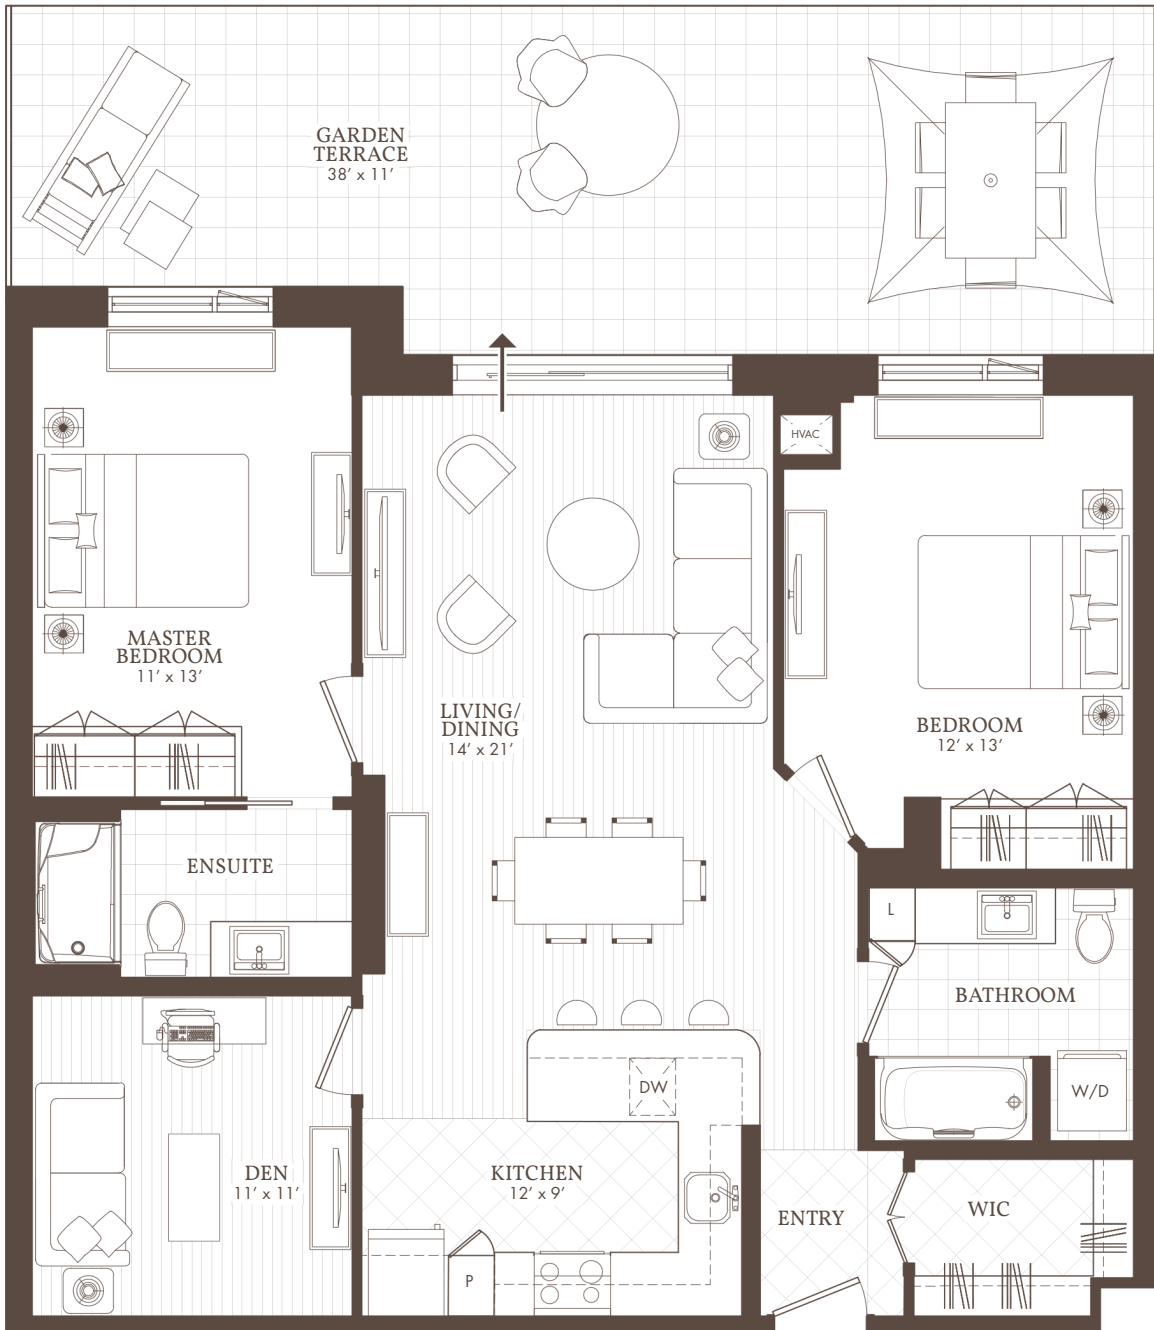 GARDEN
TERRACE
38′ x 11′
HVAC
MASTER
BEDROOM
11′ x 13′
LIVING/
DINING
14′ x 21′
BEDROOM
12′ x 13′
ENSUITE
L
BATHROOM
DW
W/D
DEN
11′ x 11′
KITCHEN
12′ x 9′
ENTRY
WIC
P